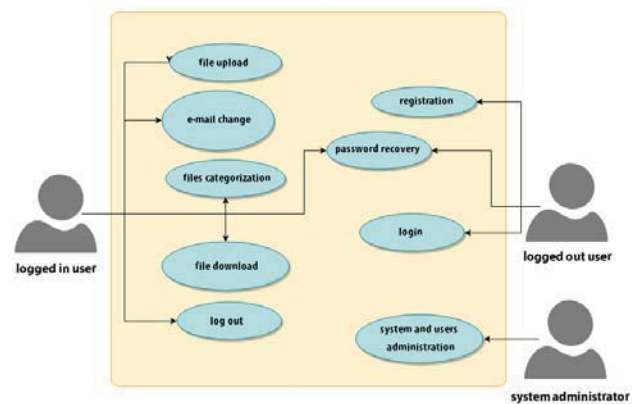 file upload
registration
e-mail change
password recovery
files categorization
login
logged in user
logged out user
file download
log out
system and users
administration
system administrator